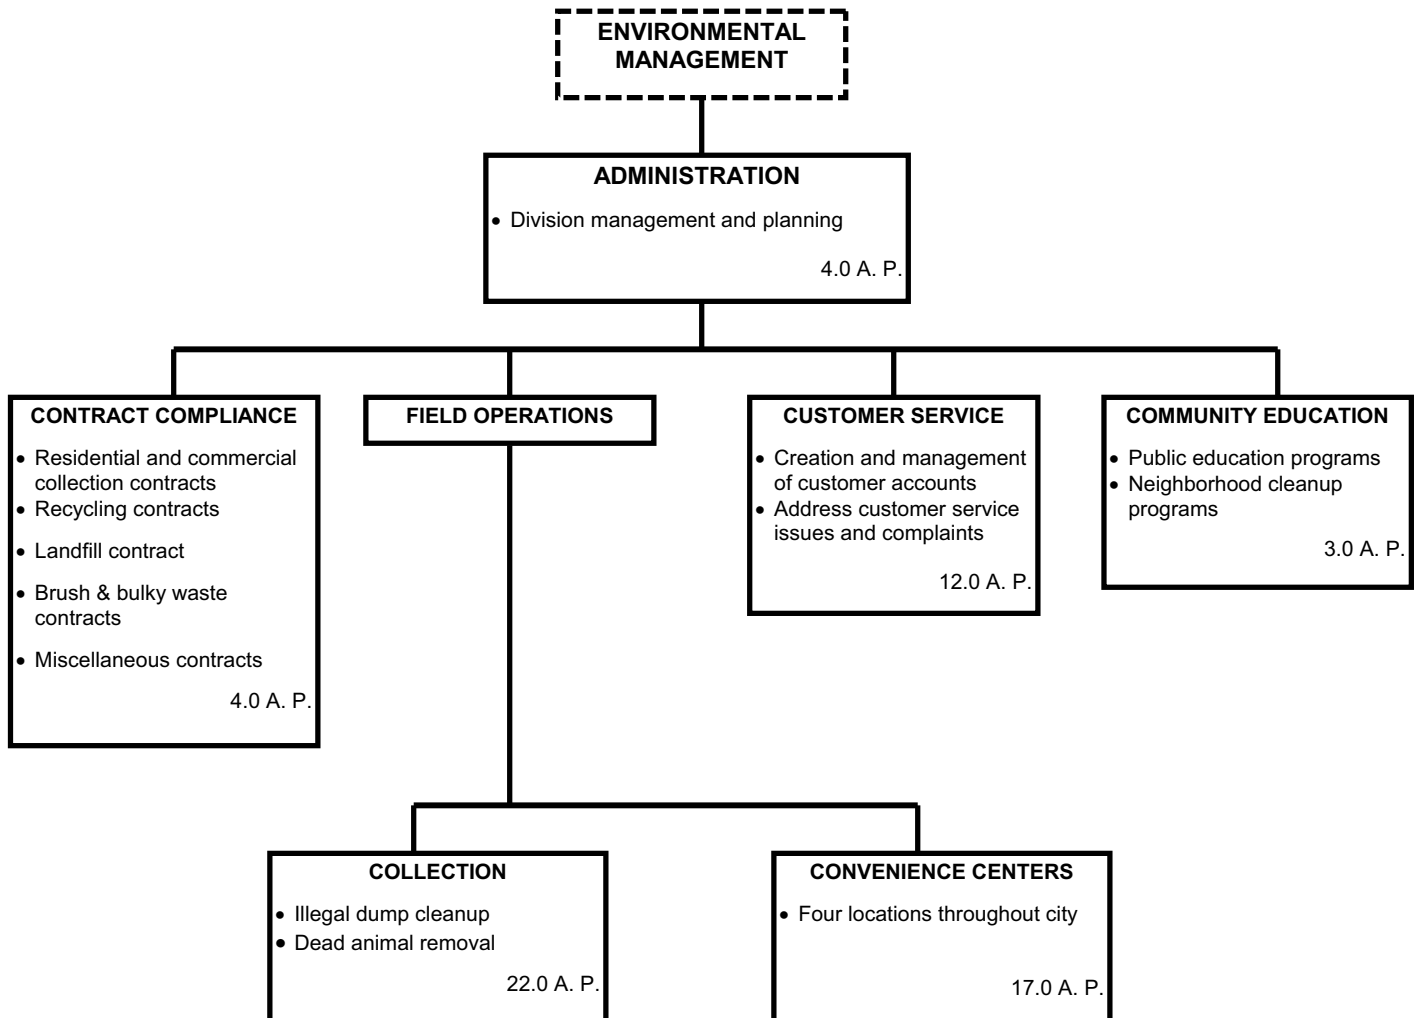 ENVIRONMENTAL
MANAGEMENT
ADMINISTRATION
• Division management and planning
4.0 A. P.
CONTRACT COMPLIANCE
• Residential and commercial
collection contracts
• Recycling contracts
• Landfill contract
• Brush & bulky waste
contracts
• Miscellaneous contracts
4.0 A. P.
FIELD OPERATIONS
CUSTOMER SERVICE
• Creation and management
of customer accounts
• Address customer service
issues and complaints
12.0 A. P.
COMMUNITY EDUCATION
• Public education programs
• Neighborhood cleanup
programs
3.0 A. P.
COLLECTION
• Illegal dump cleanup
• Dead animal removal
22.0 A. P.
CONVENIENCE CENTERS
• Four locations throughout city
17.0 A. P.